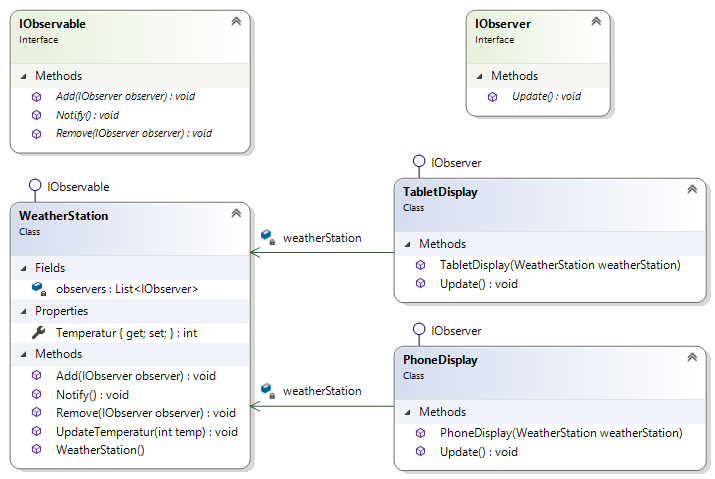 IObservable
Interface
Methods
Add(IObserver observer) : void
Notify() : void
Remove(IObserver observer) : void
IObserver
Interface
Methods
Update() : void
IObservable
WeatherStation
Class
Fields
observers : List<IObserver>
Properties
Temperatur { get; set; } : int
Methods
Add(IObserver observer) : void
Notify() : void
Remove(IObserver observer) : void
UpdateTemperatur(int temp) : void
WeatherStation()
weatherStation
IObserver
TabletDisplay
Class
Methods
TabletDisplay(WeatherStation weatherStation)
Update() : void
weatherStation
IObserver
PhoneDisplay
Class
Methods
PhoneDisplay(WeatherStation weatherStation)
Update() : void